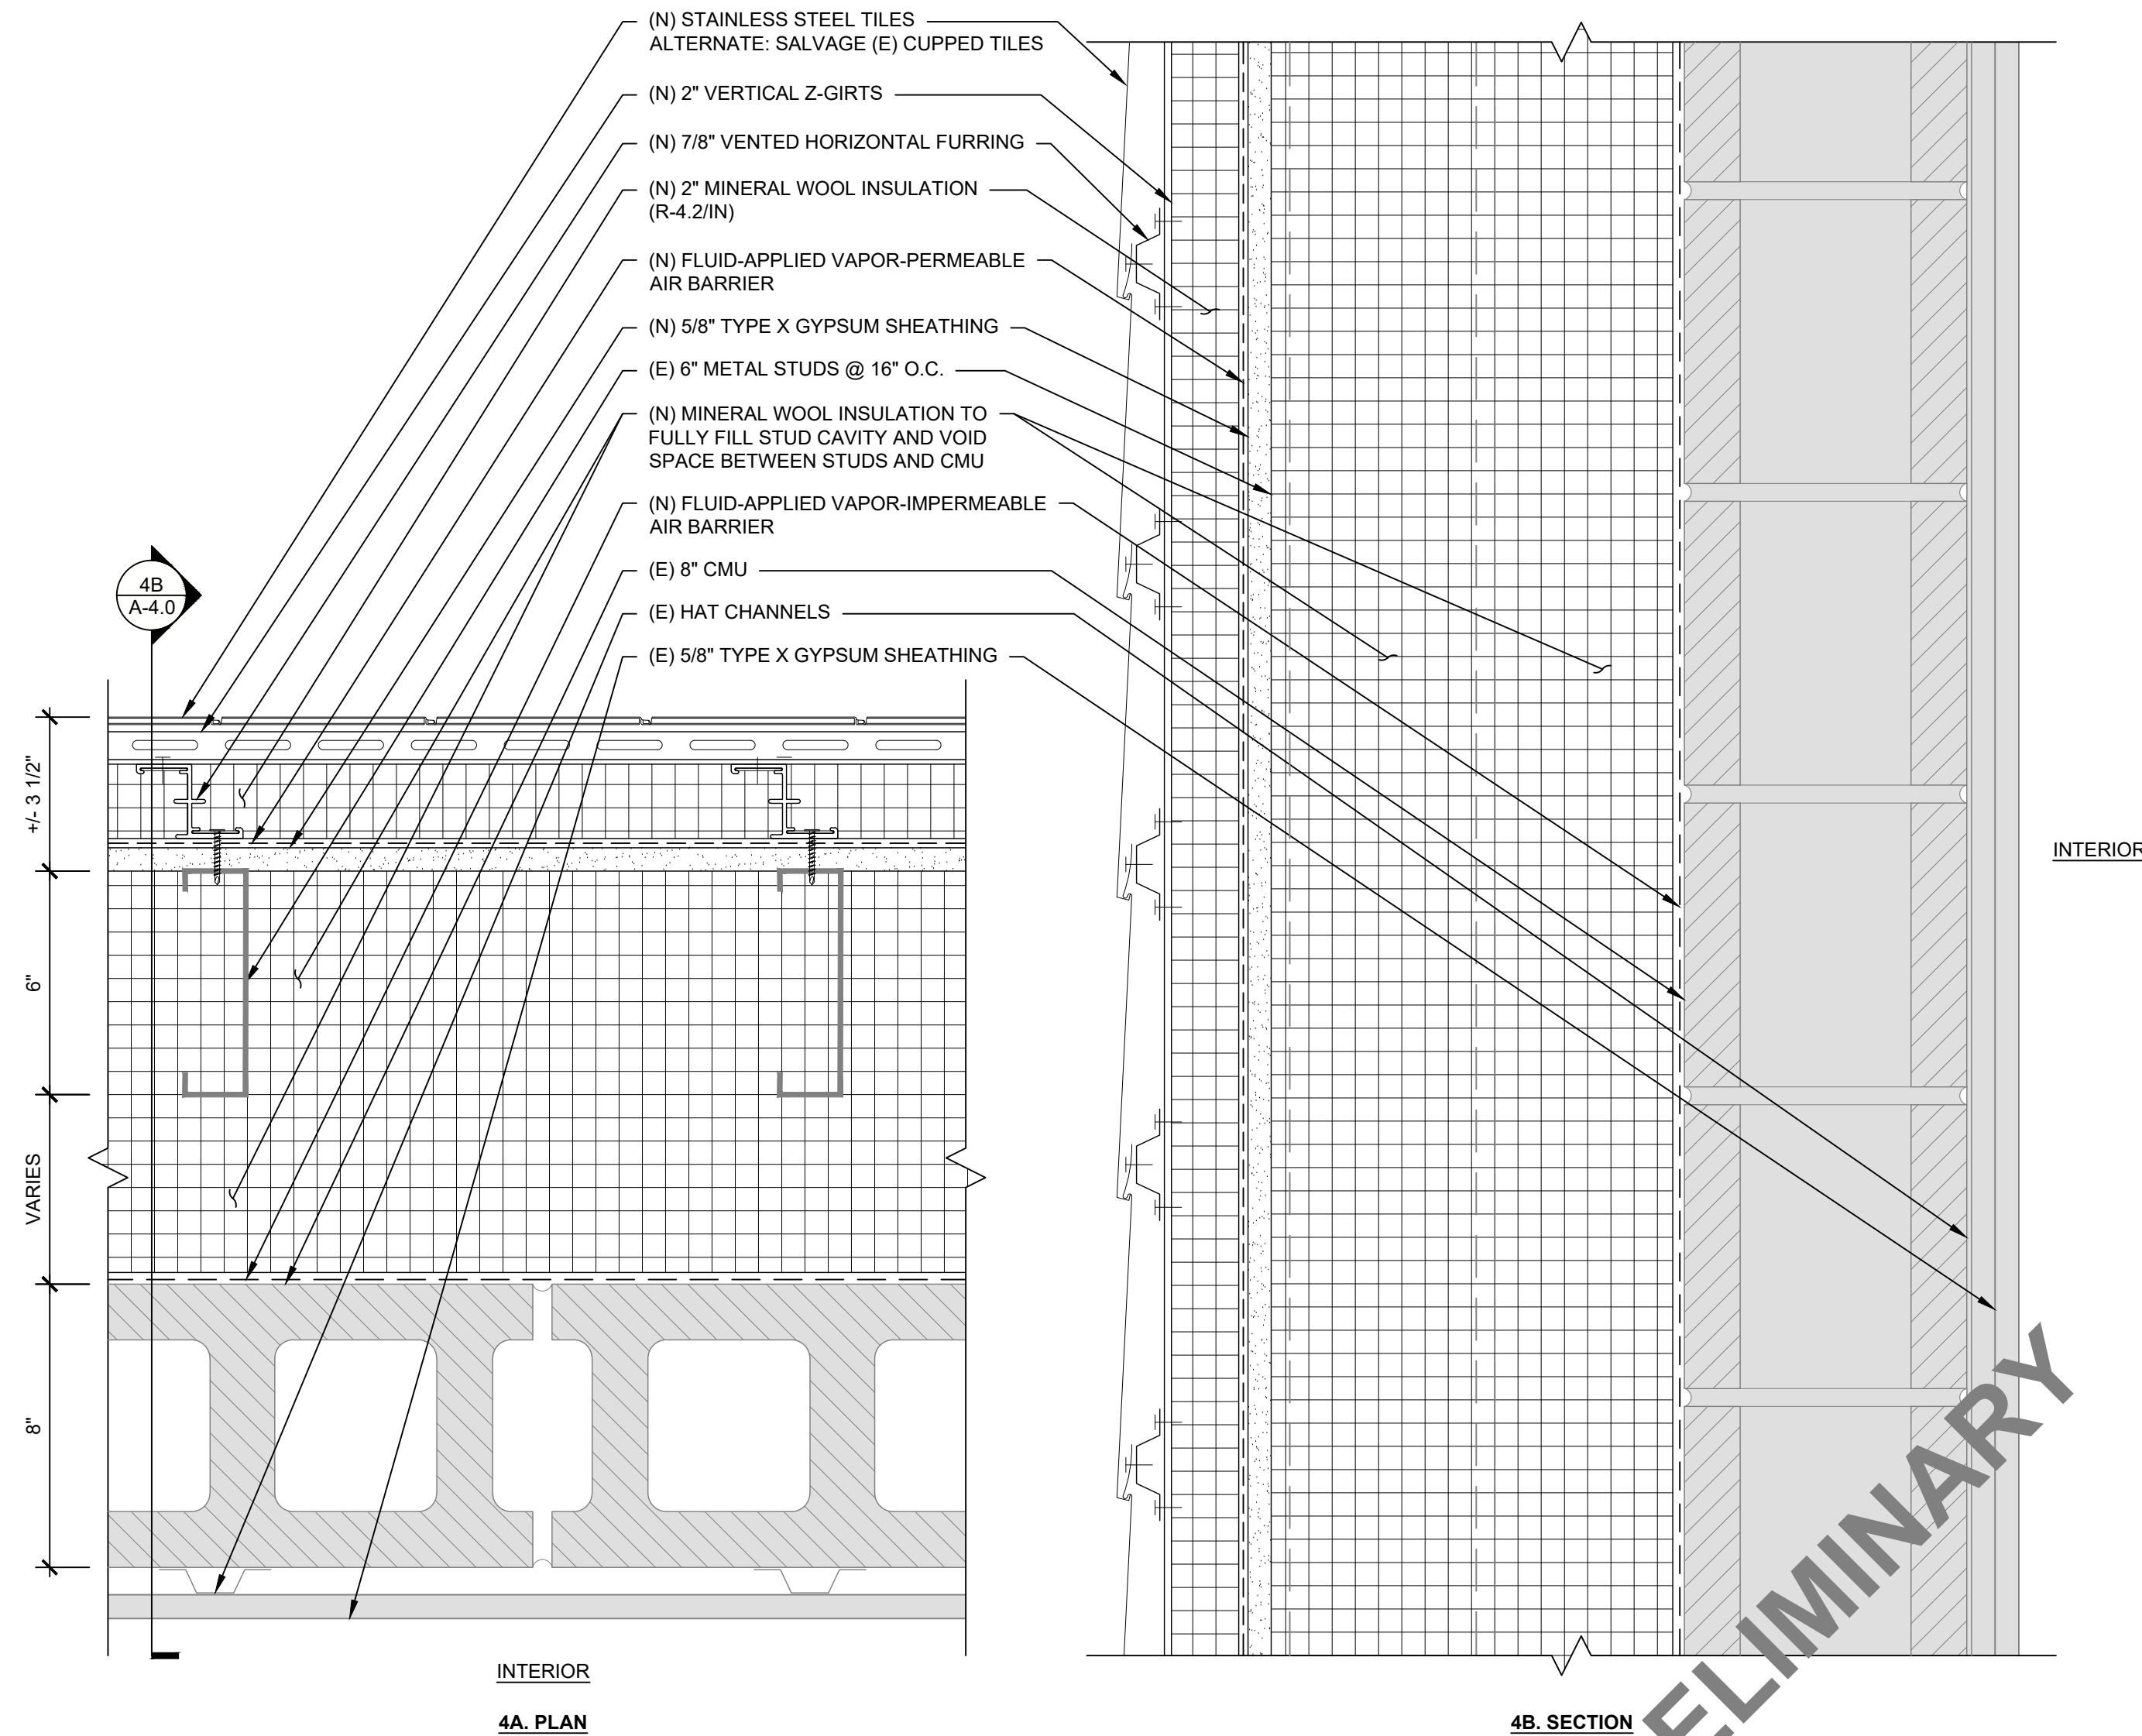 (N) STAINLESS STEEL TILES
ALTERNATE: SALVAGE (E) CUPPED TILES
(N) 2" VERTICAL Z-GIRTS
(N) 7/8" VENTED HORIZONTAL FURRING
(N) 2" MINERAL WOOL INSULATION
(R-4.2/IN)
(N) FLUID-APPLIED VAPOR-PERMEABLE
AIR BARRIER
(N) 5/8" TYPE X GYPSUM SHEATHING
(E) 6" METAL STUDS @ 16" O.C.
(N) MINERAL WOOL INSULATION TO
FULLY FILL STUD CAVITY AND VOID
SPACE BETWEEN STUDS AND CMU
(N) FLUID-APPLIED VAPOR-IMPERMEABLE
AIR BARRIER
(E) 8" CMU
(E) HAT CHANNELS
(E) 5/8" TYPE X GYPSUM SHEATHING
4B
A-4.0
+/- 3 1/2"
6"
VARIES
8"
INTERIOR
4A. PLAN
INTERIOR
4B. SECTION
ELIMINARY